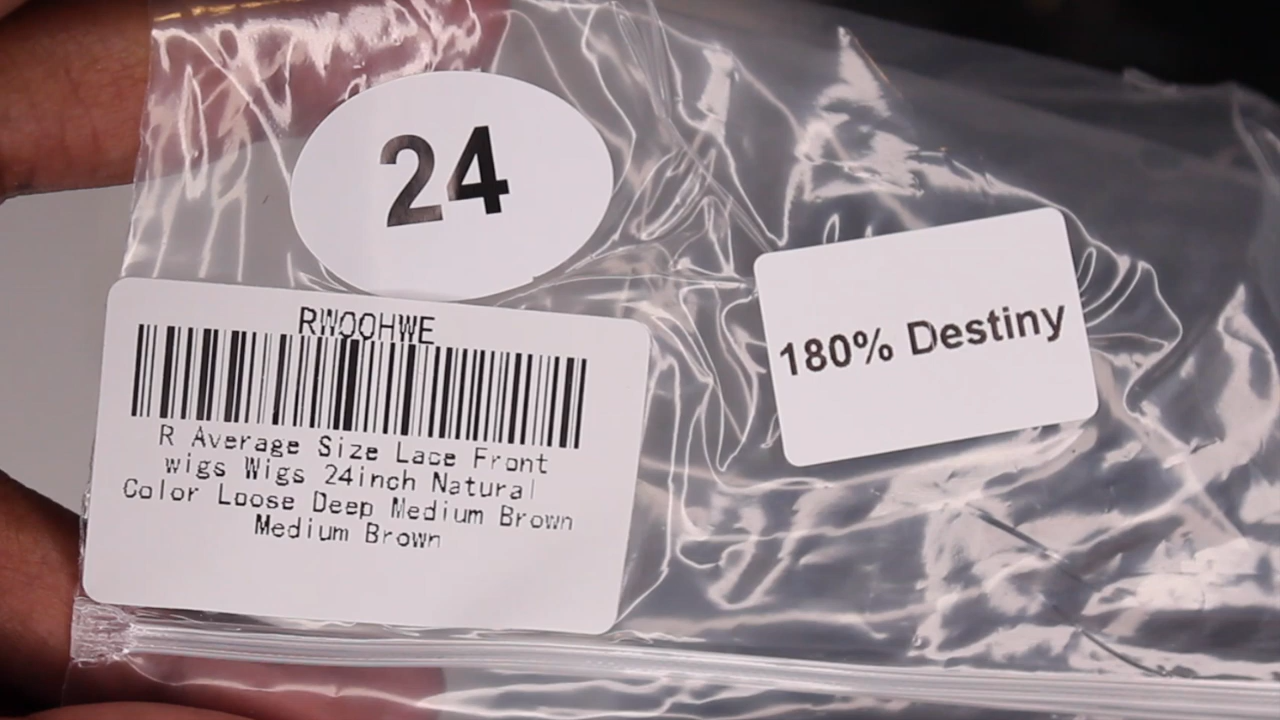 24
RWOOHWE
R Average Size Lace Front
wigs Wigs 24inch Natural
Color Loose Deep Medium Brown
Medium Brown
180% Destiny